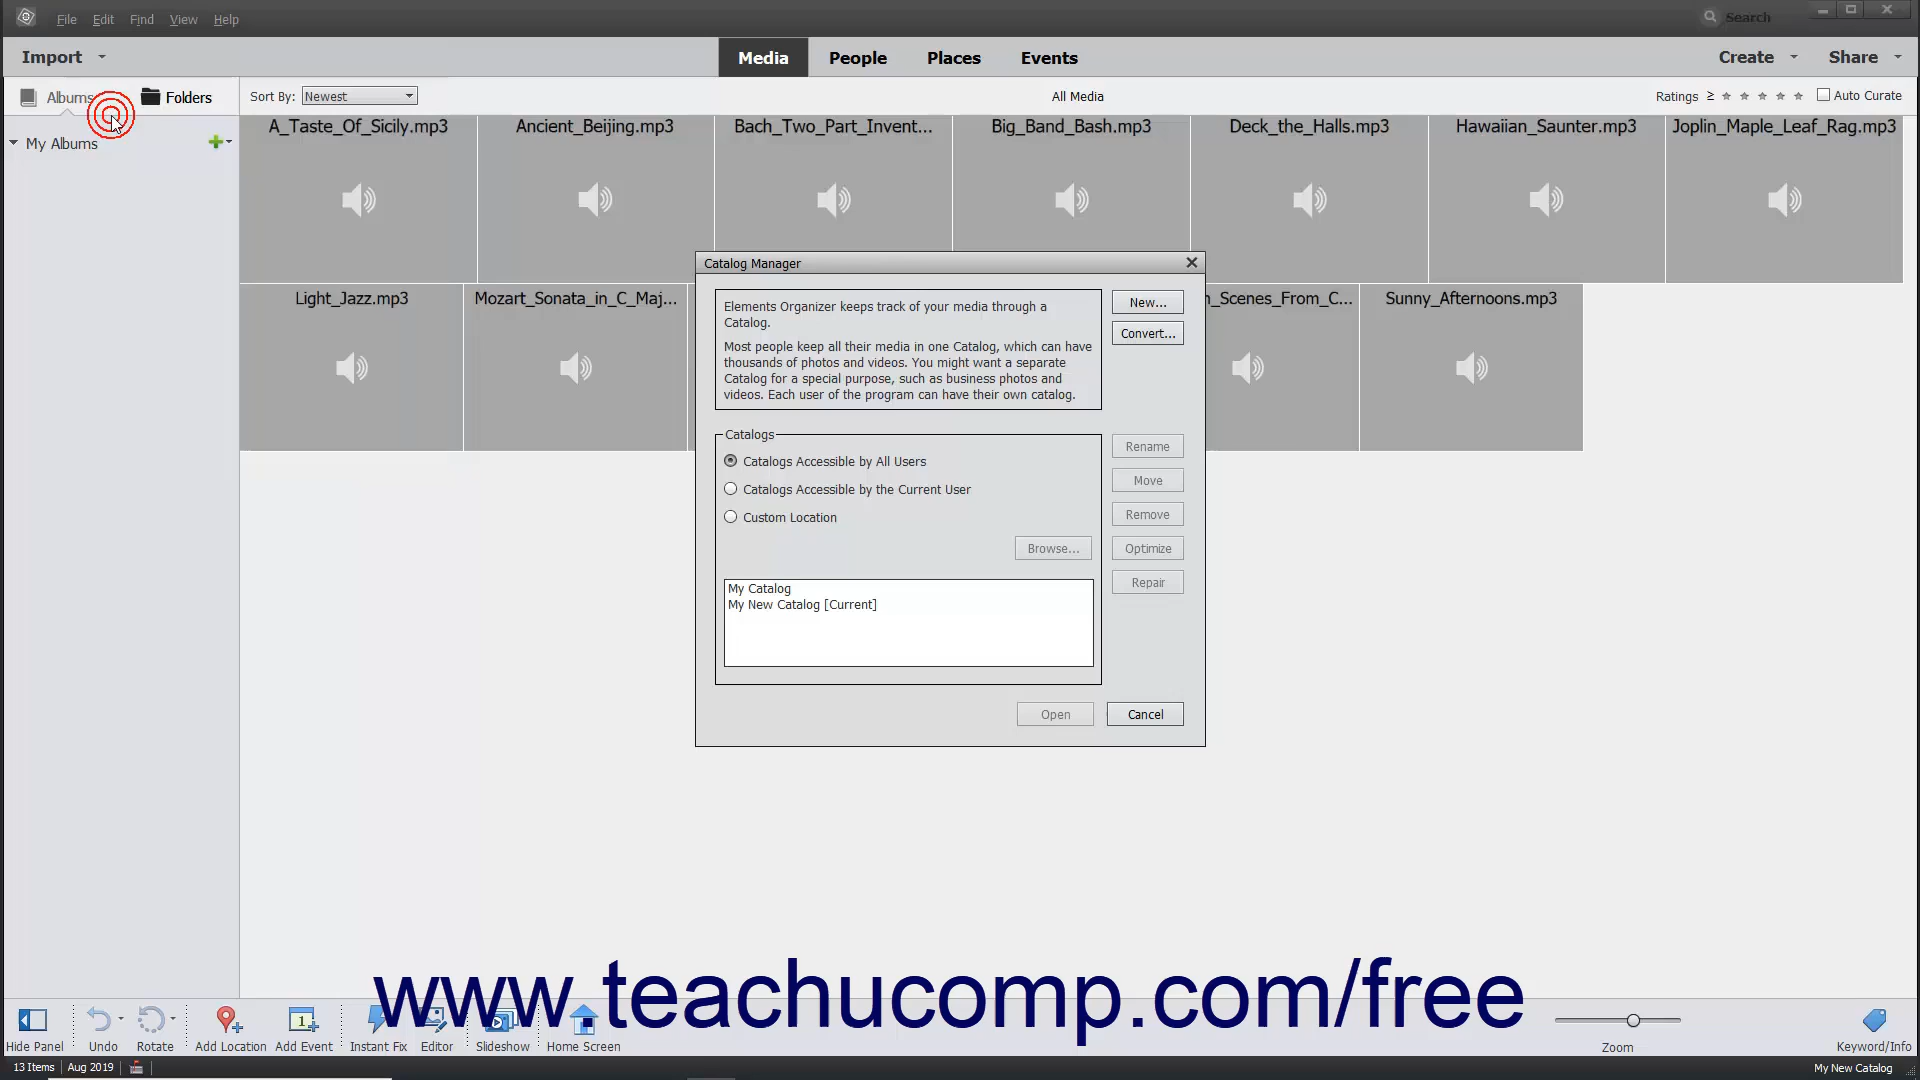 File Edit Find View Help
Search
Import
Media People Places Events
Create Share
Albums Folders
Sort By: Newest
All Media
Ratings ≥ Auto Curate
My Albums
A_Taste_Of_Sicily.mp3 Ancient_Beijing.mp3 Bach_Two_Part_Invent... Big_Band_Bash.mp3 Deck_the_Halls.mp3 Hawaiian_Saunter.mp3 Joplin_Maple_Leaf_Rag.mp3
Light_Jazz.mp3 Mozart_Sonata_in_C_Maj... n_Scenes_From_C... Sunny_Afternoons.mp3
Catalog Manager
Elements Organizer keeps track of your media through a
Catalog.
Most people keep all their media in one Catalog, which can have
thousands of photos and videos. You might want a separate
Catalog for a special purpose, such as business photos and
videos. Each user of the program can have their own catalog.
New...
Convert...
Catalogs
Catalogs Accessible by All Users
Catalogs Accessible by the Current User
Custom Location
Browse...
My Catalog
My New Catalog [Current]
Rename
Move
Remove
Optimize
Repair
Open Cancel
www.teachucomp.com/free
Hide Panel Undo Rotate Add Location Add Event Instant Fix Editor Slideshow Home Screen Zoom Keyword/Info
13 Items Aug 2019
My New Catalog